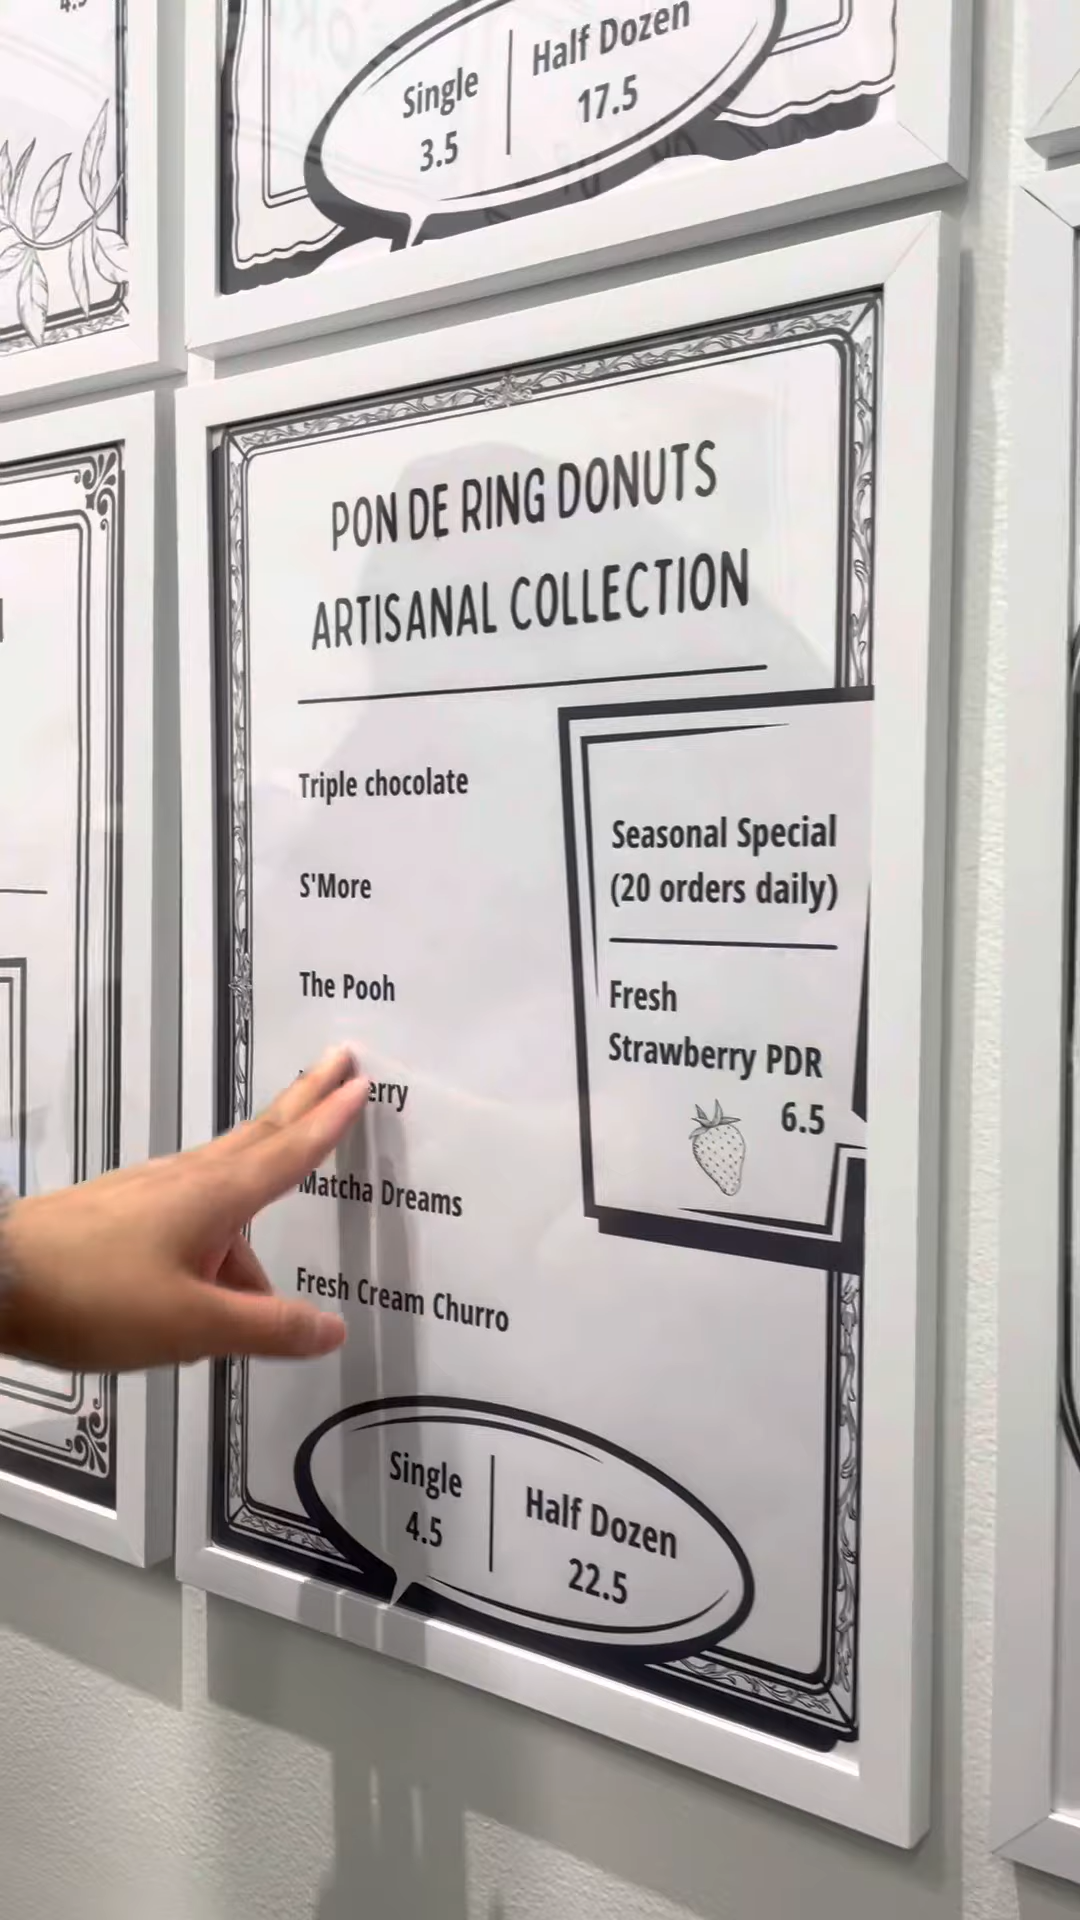 Single
3.5
Half Dozen
17.5
PON DE RING DONUTS
ARTISANAL COLLECTION
Triple chocolate
S'More
The Pooh
Matcha Dreams
Fresh Cream Churro
Seasonal Special
(20 orders daily)
Fresh
Strawberry PDR
6.5
Single
4.5
Half Dozen
22.5